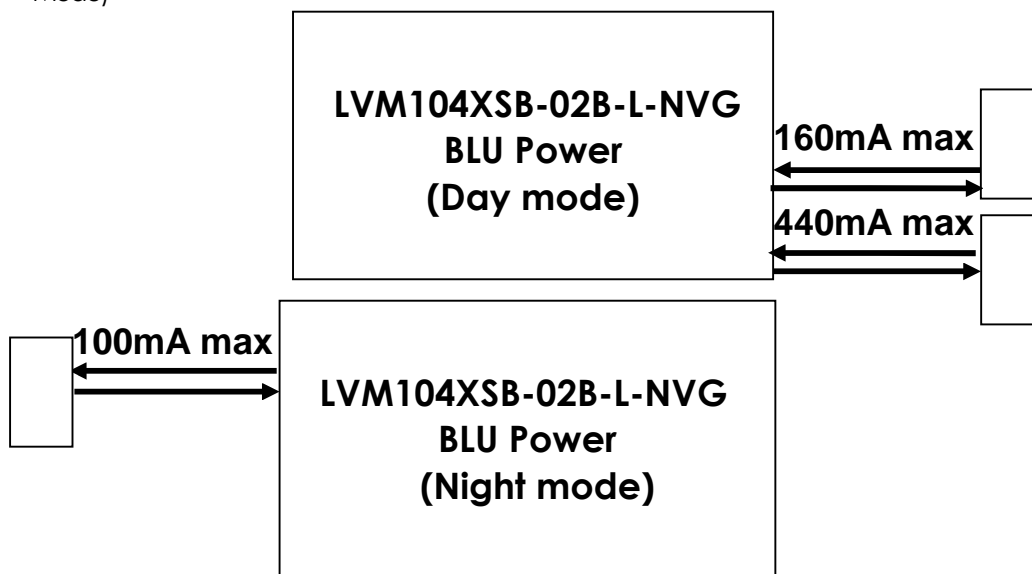 LVM104XSB-02B-L-NVG
BLU Power
(Day mode)
160mA max
440mA max
100mA max
LVM104XSB-02B-L-NVG
BLU Power
(Night mode)